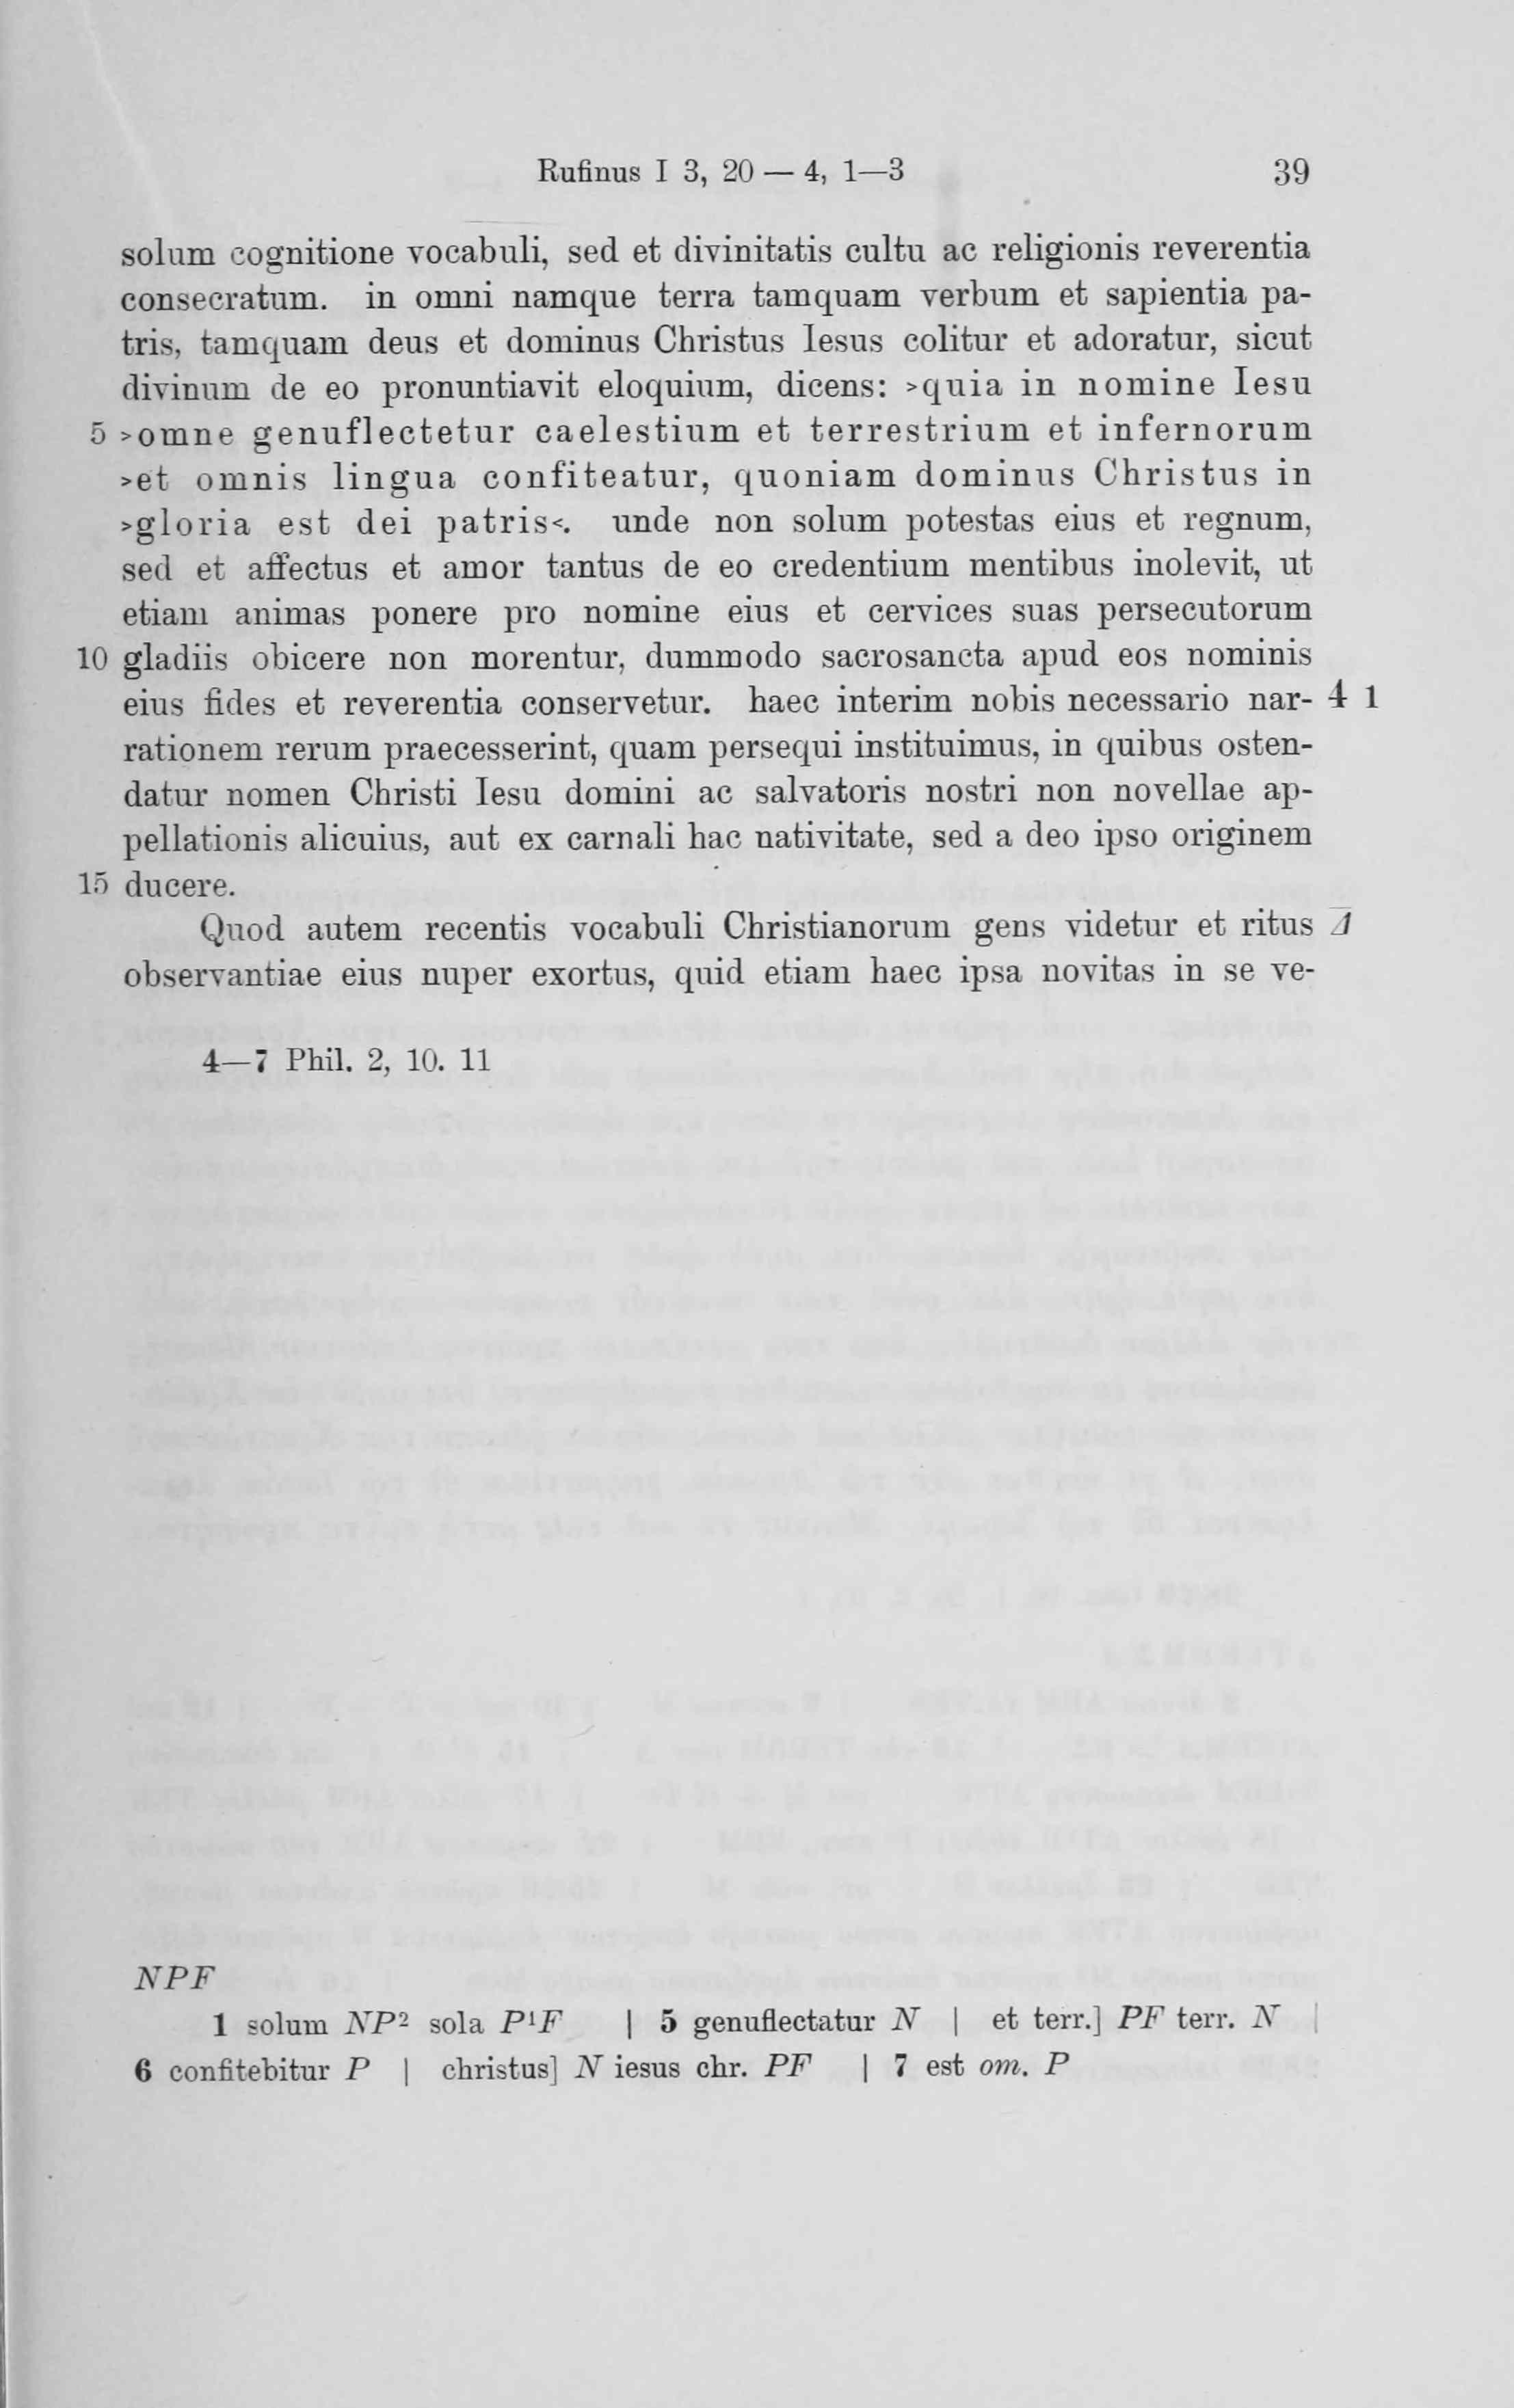 Rufinus I 3, 20 — 4, 1—3 39
solum cognitione vocabuli, sed et divinitatis cultu ac religionis reverentia
consecratum. in omni namque terra tamquam verbum et sapientia pa-
tris, tamquam deus et dominus Christus Iesus colitur et adoratur, sicut
divinum de eo pronuntiavit eloquium, dicens: >quia in nomine Iesu
5 >omne genuflectetur caelestium et terrestrium et infernorum
>et omnis lingua confiteatur, quoniam dominus Christus in
>gloria est dei patris<. unde non solum potestas eius et regnum,
sed et affectus et amor tantus de eo credentium mentibus inolevit, ut
etiam animas ponere pro nomine eius et cervices suas persecutorum
10 gladiis obicere non morentur, dummodo sacrosancta apud eos nominis
eius fides et reverentia conservetur. haec interim nobis necessario nar- 4 1
rationem rerum praecesserint, quam persequi instituimus, in quibus osten-
datur nomen Christi Iesu domini ac salvatoris nostri non novellae ap-
pellationis alicuius, aut ex carnali hac nativitate, sed a deo ipso originem
15 ducere.
Quod autem recentis vocabuli Christianorum gens videtur et ritus Δ̅
observantiae eius nuper exortus, quid etiam haec ipsa novitas in se ve-
4—7 Phil. 2, 10. 11
NPF
1 solum NP² sola P¹F | 5 genuflectatur N | et terr.] PF terr. N |
6 confitebitur P | christus] N iesus chr. PF | 7 est om. P